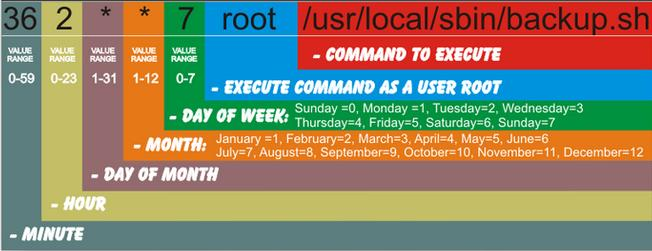 36 2 * * 7 root /usr/local/sbin/backup.sh
VALUE RANGE VALUE RANGE VALUE RANGE VALUE RANGE VALUE RANGE - COMMAND TO EXECUTE
0-59 0-23 1-31 1-12 0-7 - EXECUTE COMMAND AS A USER ROOT
- DAY OF WEEK: Sunday =0, Monday =1, Tuesday=2, Wednesday=3
Thursday=4, Friday=5, Saturday=6, Sunday=7
- MONTH: January =1, February=2, March=3, April=4, May=5, June=6
July=7, August=8, September=9, October=10, November=11, December=12
- DAY OF MONTH
- HOUR
- MINUTE